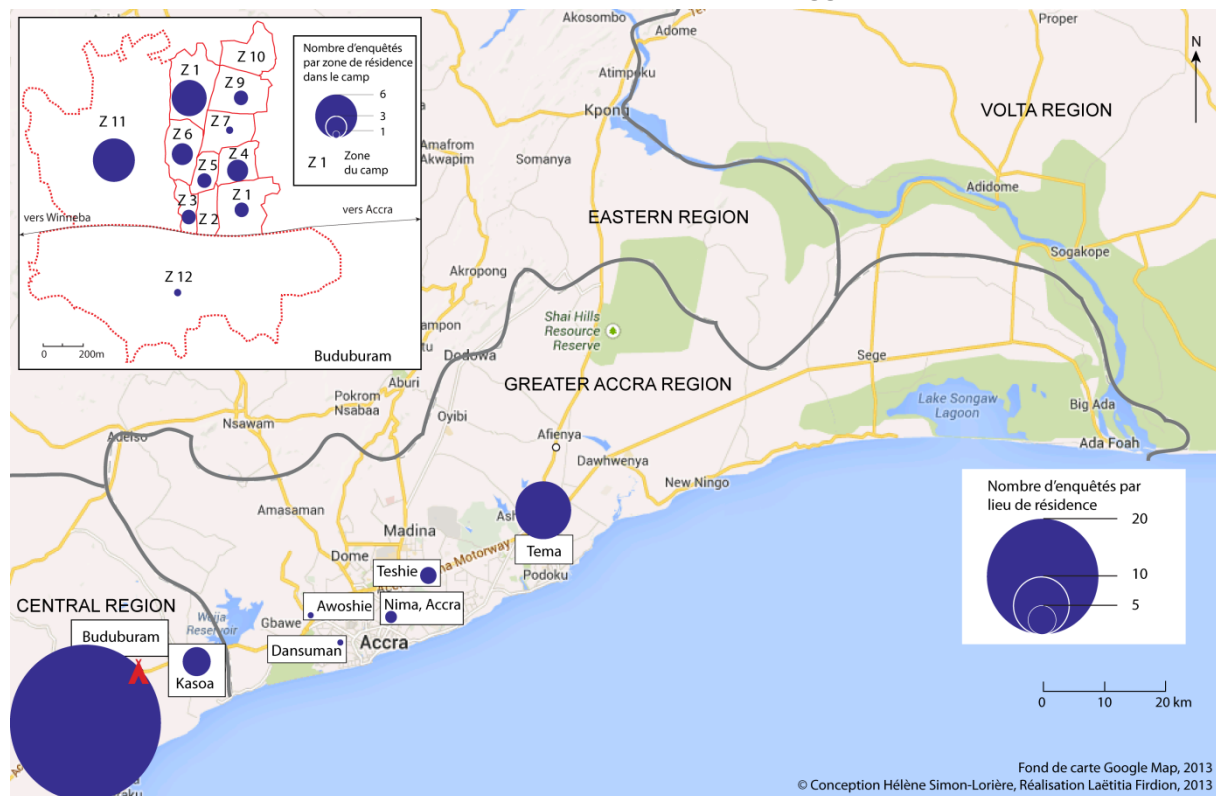 Nombre d'enquêtés
par zone de résidence
dans le camp
6
3
1
Z 1
Zone
du camp
Z 10
Z 1
Z 9
Z 7
Z 11
Z 6
Z 5
Z 4
Z 3
Z 2
Z 1
vers Winneba
vers Accra
Z 12
0 200m
Buduburam
Akosombo
Adome
Proper
N
Atimpoku
Kpong
VOLTA REGION
Amafrom
Akwapim
Somanya
Adidome
EASTERN REGION
Sogakope
Akropong
Shai Hills
Resource
Reserve
Dodowa
Sege
GREATER ACCRA REGION
Aburi
Pokrom
Nsabaa
Oyibi
Lake Songaw
Lagoon
Big Ada
Nsawam
Adeiso
Afienya
Ada Foah
Dawhwenya
New Ningo
Amasaman
Madina
Dome
Tema
Podoku
Teshie
Motorway
CENTRAL REGION
Awoshie
Nima, Accra
Weija
Reservoir
Gbawe
Buduburam
Dansuman
Accra
Kasoa
Nombre d'enquêtés par
lieu de résidence
20
10
5
0 10 20 km
Fond de carte Google Map, 2013
© Conception Hélène Simon-Lorière, Réalisation Laëtitia Firdion, 2013